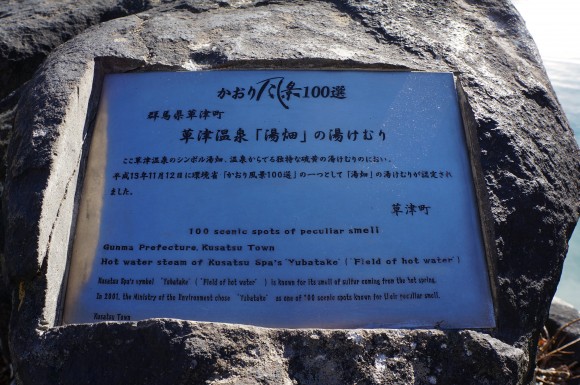 かおり風景100選
群馬県草津町
草津温泉「湯畑」の湯けむり
ここ草津温泉のシンボル湯畑、温泉からでる独特な硫黄の湯けむりのにおい。
平成13年11月12日に環境省「かおり風景100選」の一つとして「湯畑」の湯けむりが認定され
ました。
草津町
100 scenic spots of peculiar smell
Gunma Prefecture, Kusatsu Town
Hot water steam of Kusatsu Spa's "Yubatake" ( "Field of hot water" )
Kusatsu Spa's symbol "Yubatake" ( "Field of hot water" ) is known for its smell of sulfur coming from the hot spring.
In 2001, the Ministry of the Environment chose "Yubatake" as one of "00 scenic spots known for their peculiar smell.
Kusatsu Town